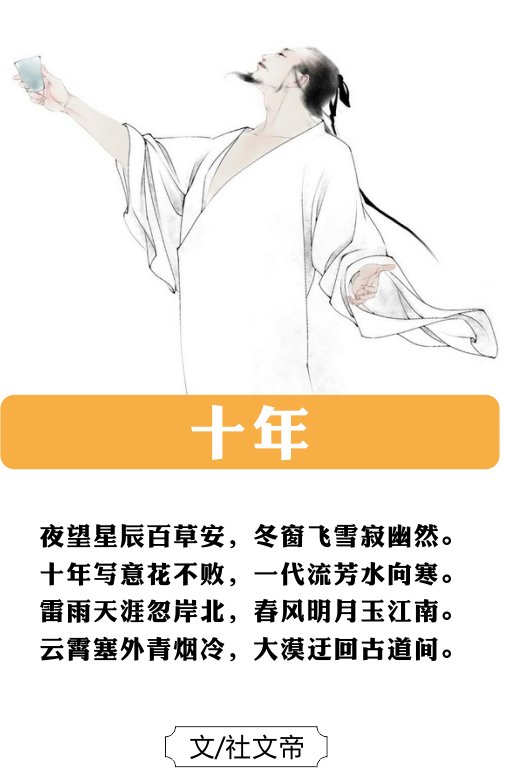 十年
夜望星辰百草安，冬窗飞雪寂幽然。
十年写意花不败，一代流芳水向寒。
雷雨天涯忽岸北，春风明月玉江南。
云霄塞外青烟冷，大漠迂回古道间。
文/社文帝